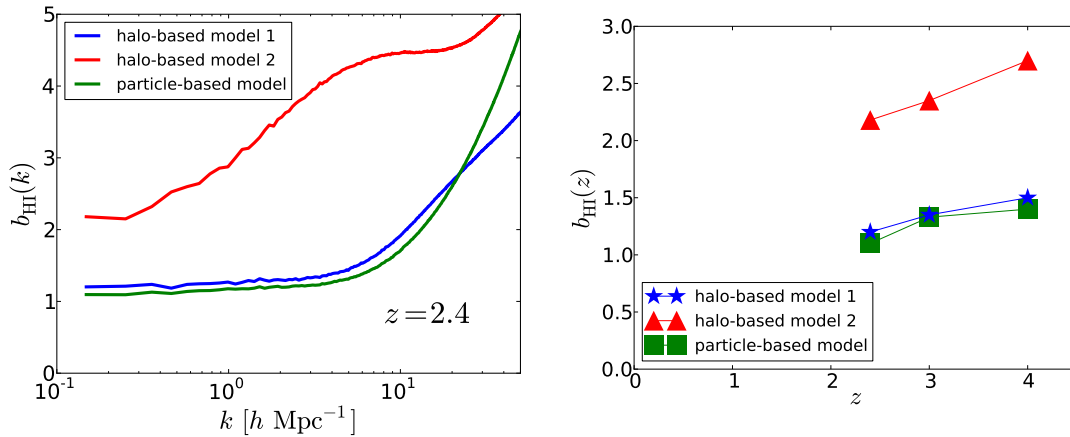 halo-based model 1
halo-based model 2
particle-based model
z=2.4
b_HI(k)
5
4
3
2
1
0
10^-1 10^0 10^1
k [h Mpc^-1]
halo-based model 1
halo-based model 2
particle-based model
b_HI(z)
3.0
2.5
2.0
1.5
1.0
0.5
0.0
0 1 2 3 4
z